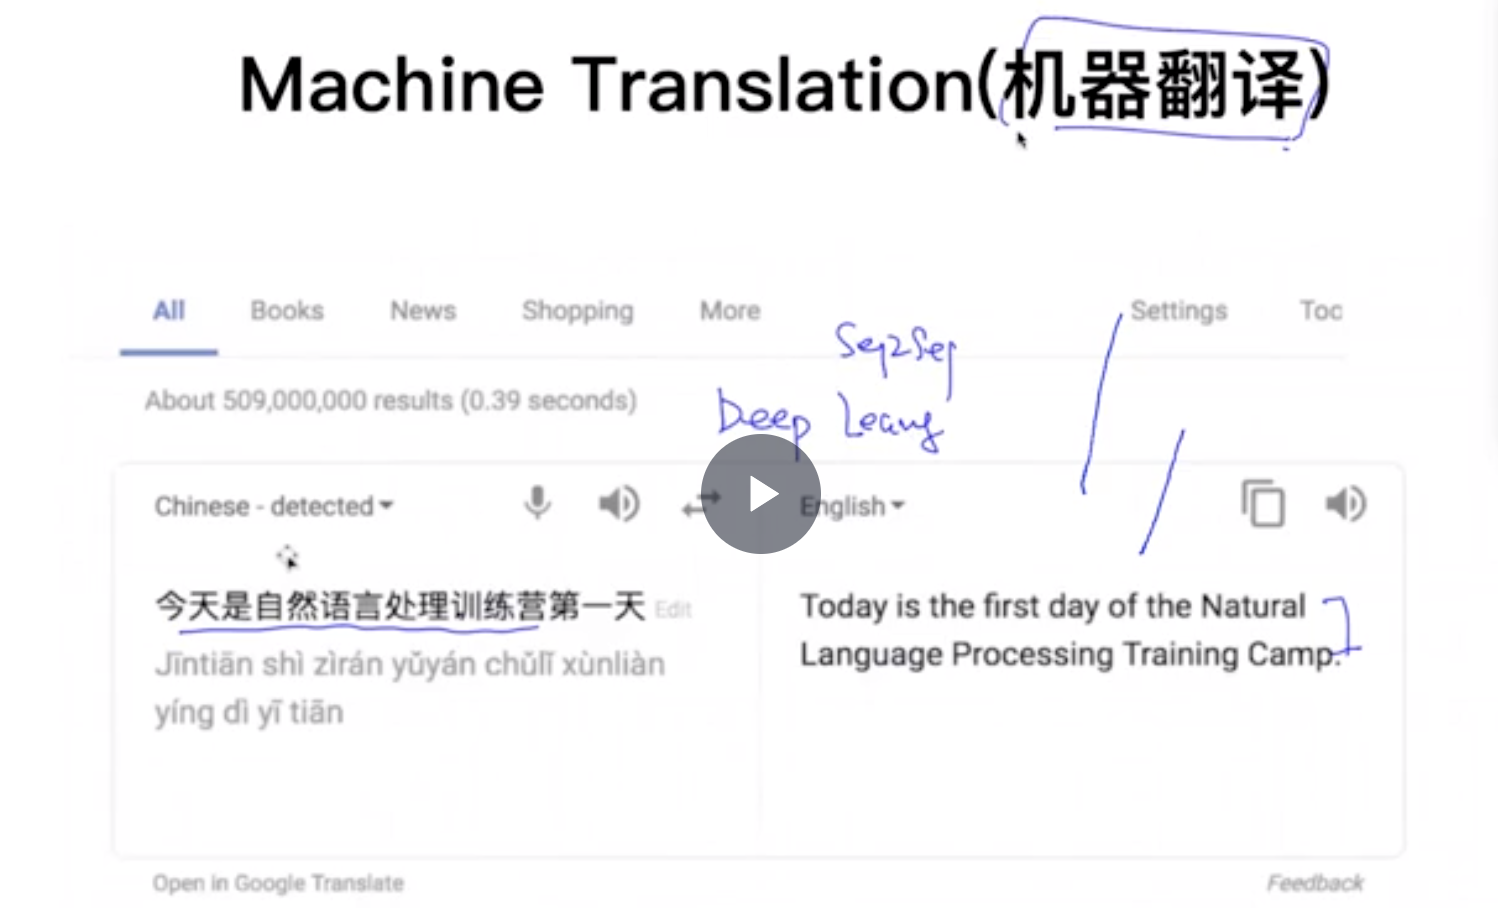 Machine Translation(机器翻译)
All Books News Shopping More Settings Too
Seq2Seq
About 509,000,000 results (0.39 seconds)
Deep
Chinese - detected English
今天是自然语言处理训练营第一天 Edit
Jīntiān shì zìrán yǔyán chǔlǐ xùnliàn
yíng dì yī tiān
Today is the first day of the Natural
Language Processing Training Camp.
Open in Google Translate Feedback